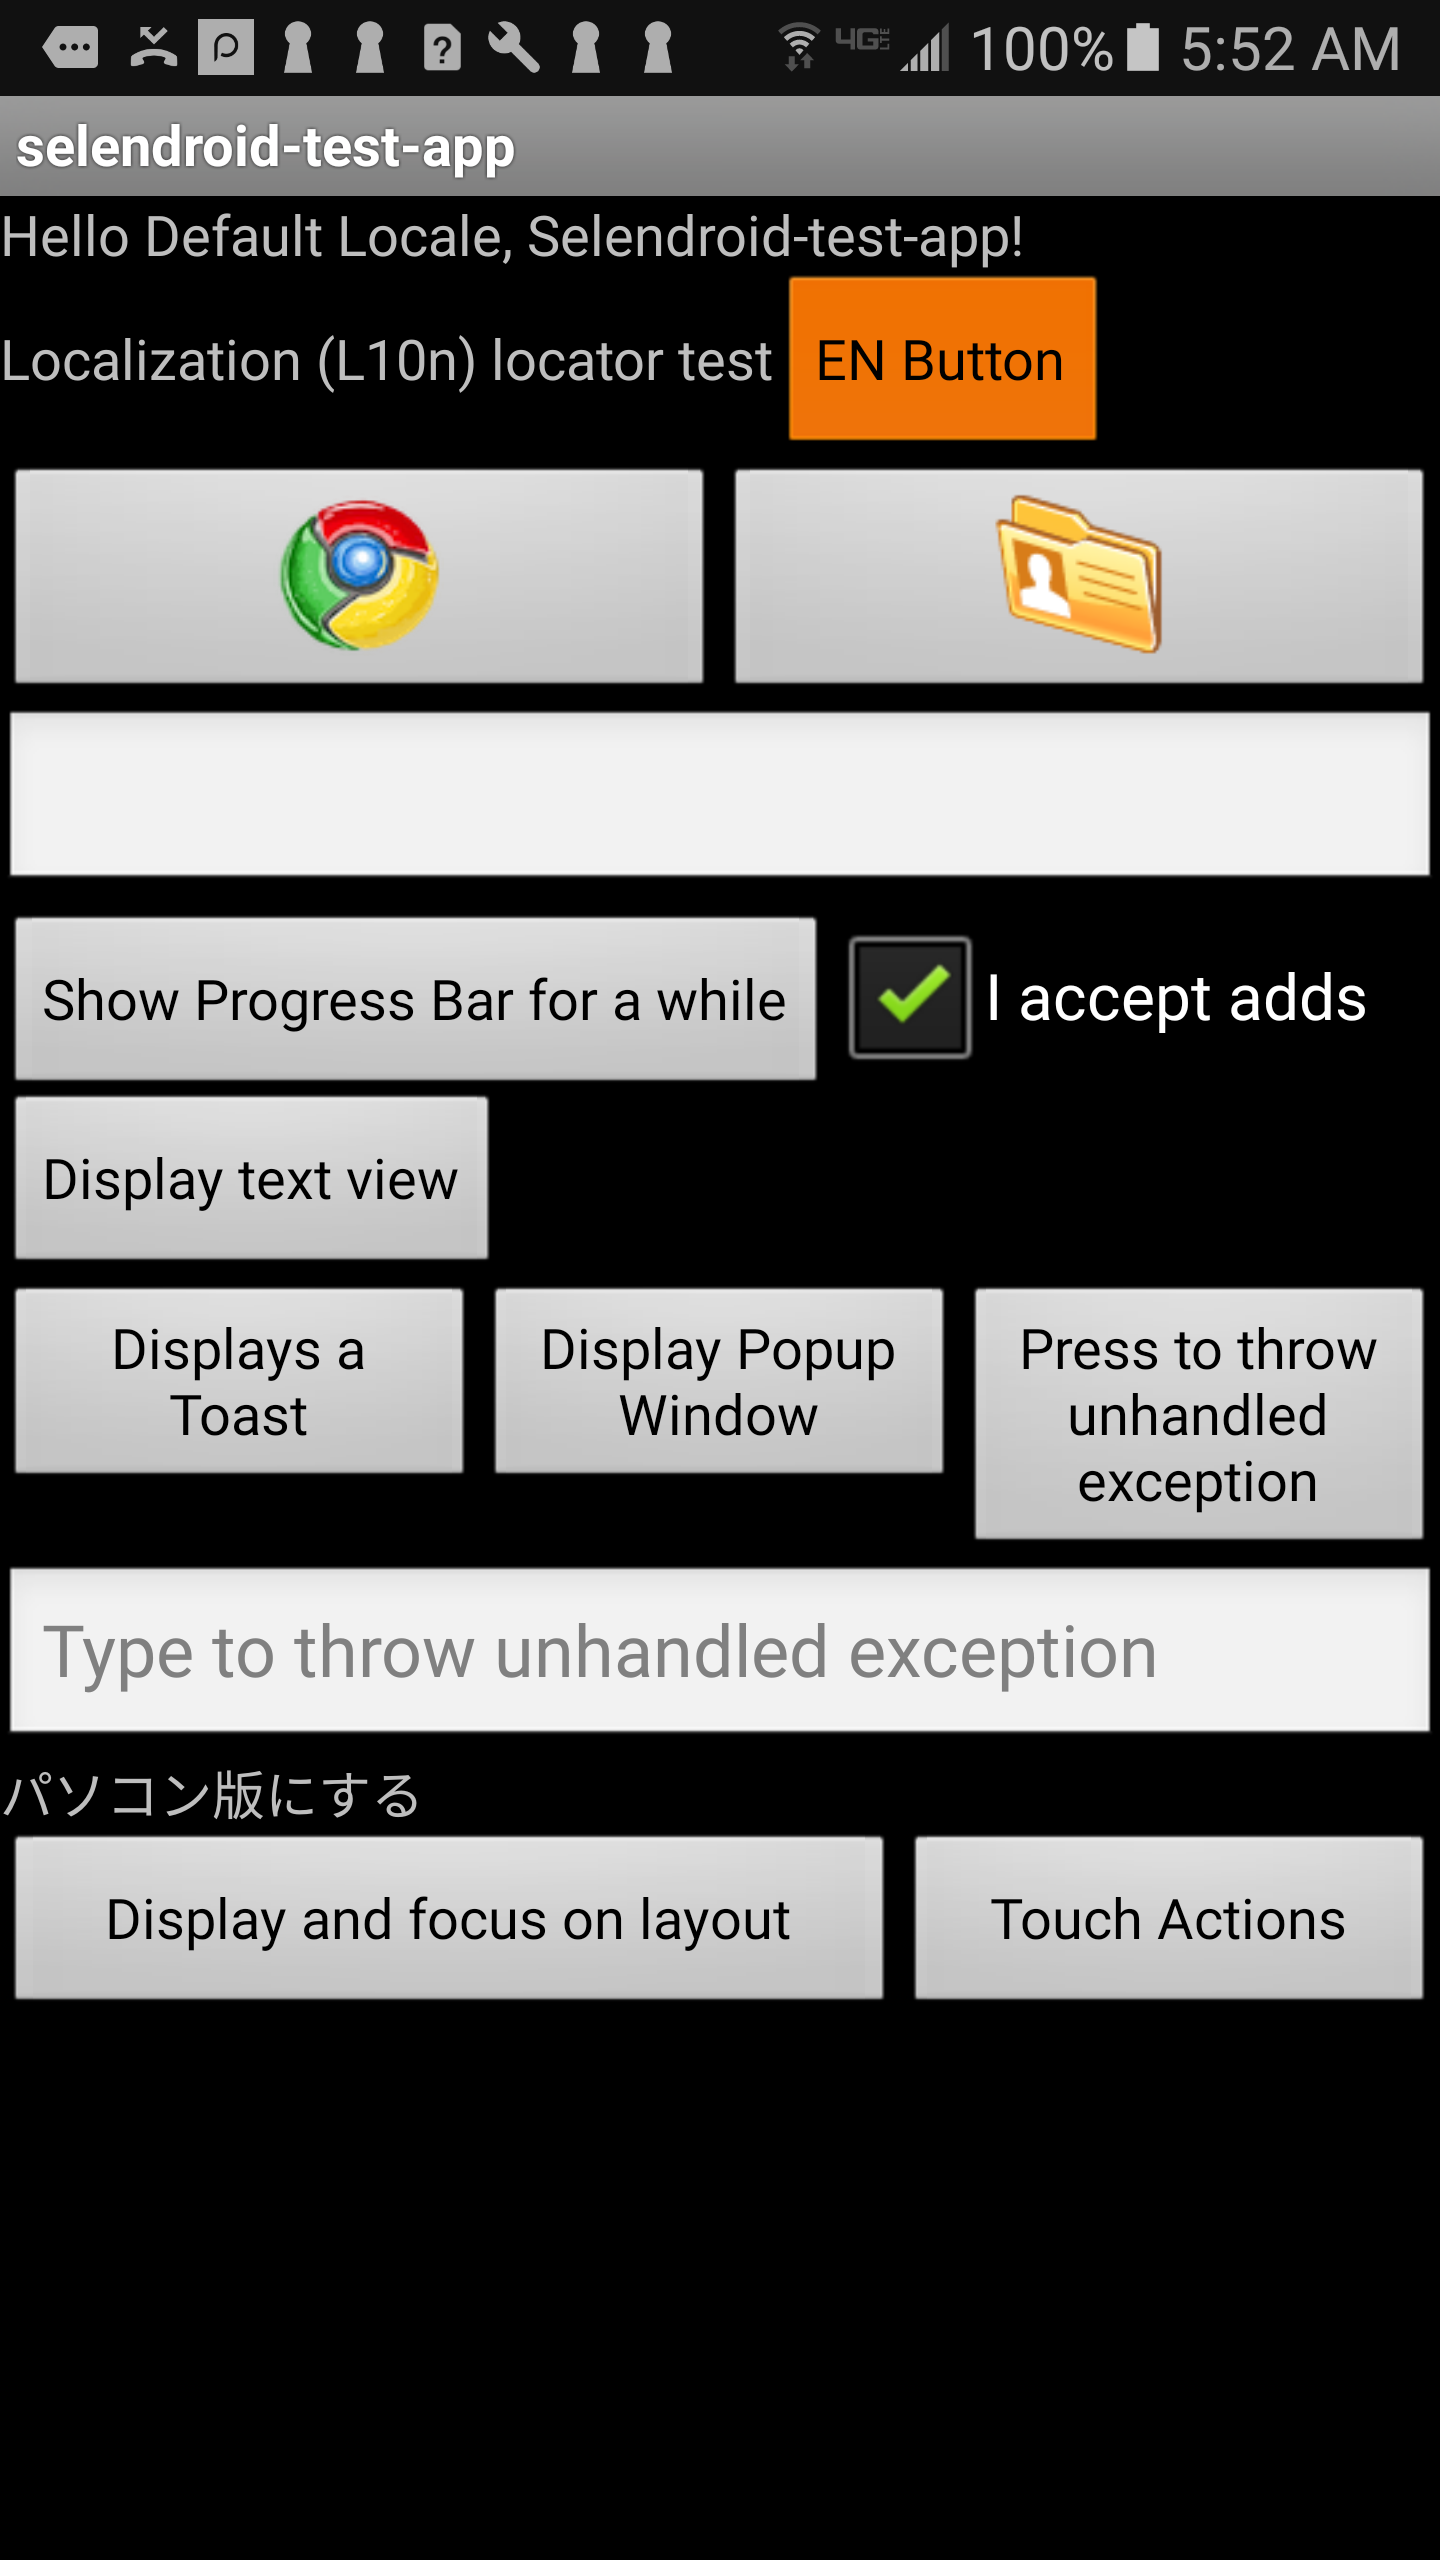 4G LTE 100% 5:52 AM
selendroid-test-app
Hello Default Locale, Selendroid-test-app!
Localization (L10n) locator test EN Button
Show Progress Bar for a while I accept adds
Display text view
Displays a
Toast
Display Popup
Window
Press to throw
unhandled
exception
Type to throw unhandled exception
パソコン版にする
Display and focus on layout Touch Actions